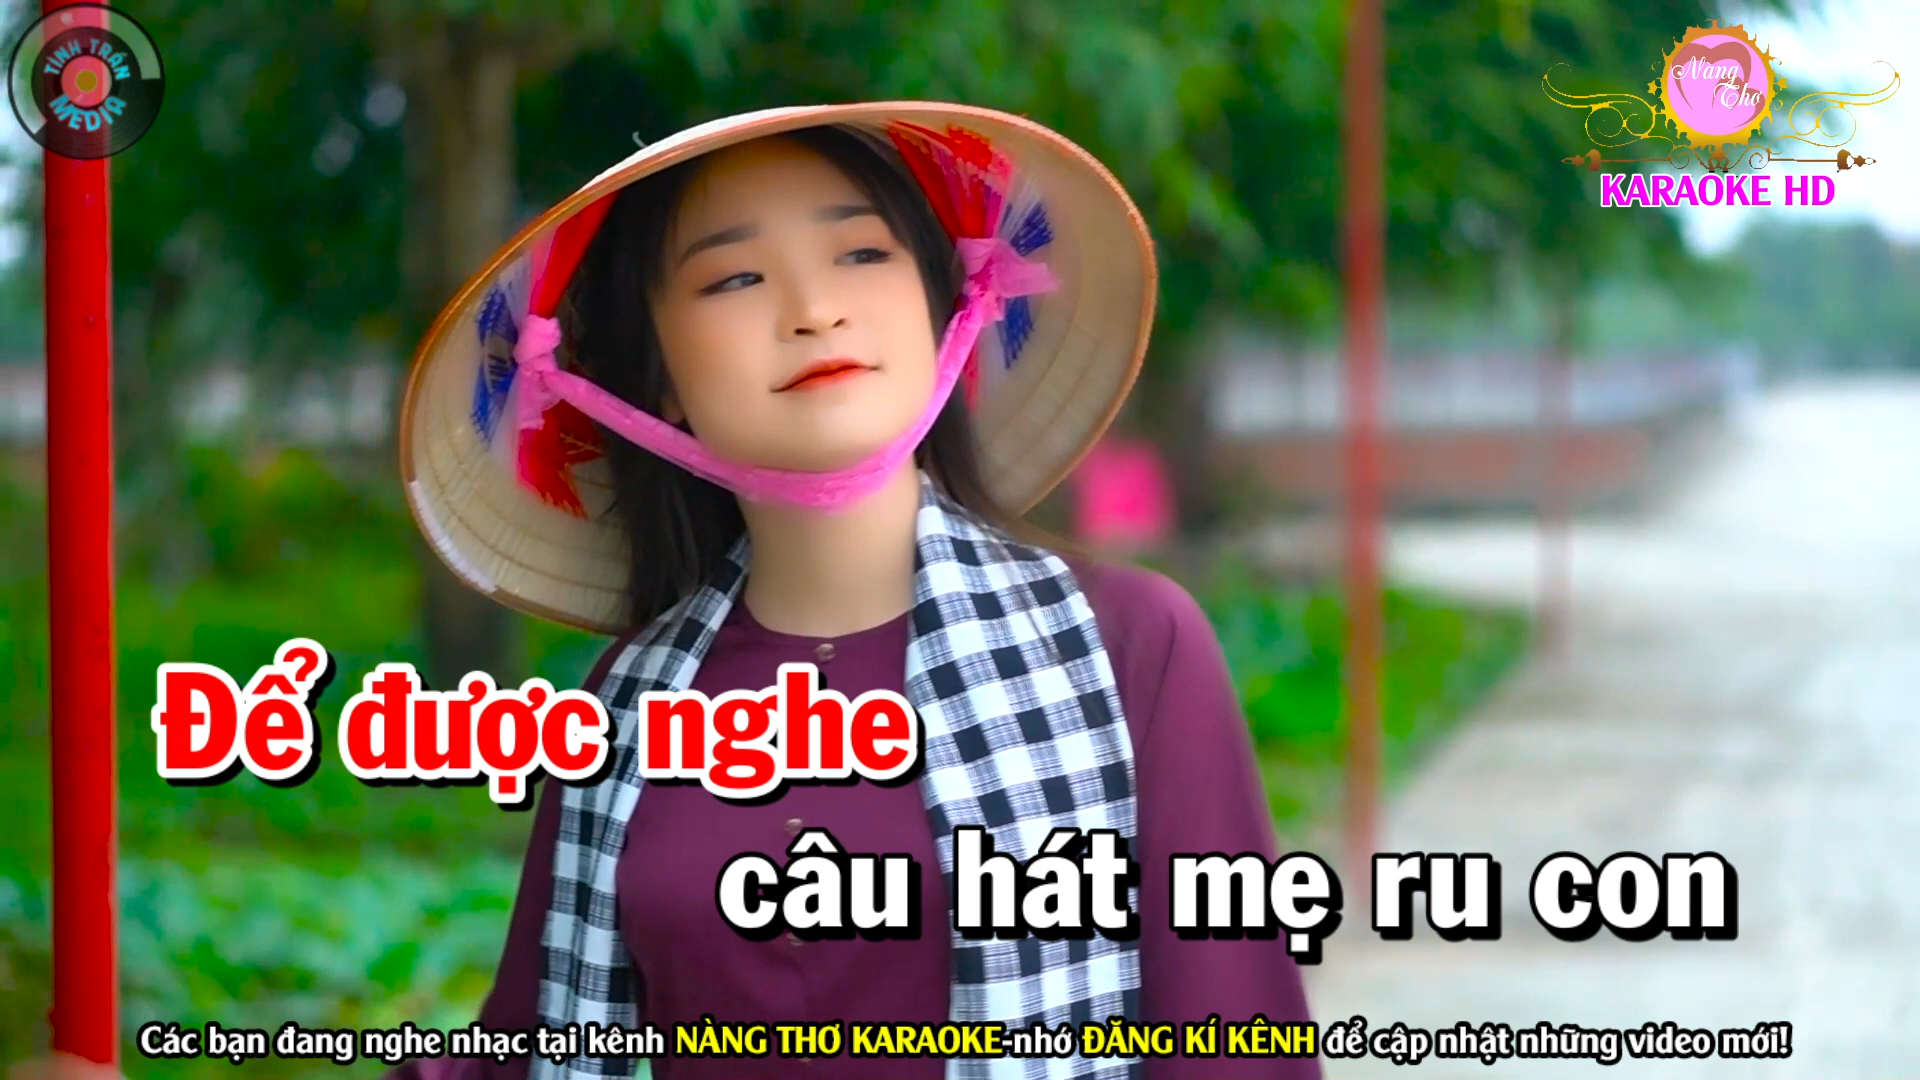 TÌNH TRẦN
MEDIA
Nàng
Thơ
KARAOKE HD
Để được nghe
câu hát mẹ ru con
Các bạn đang nghe nhạc tại kênh NÀNG THƠ KARAOKE-nhớ ĐĂNG KÍ KÊNH để cập nhật những video mới!